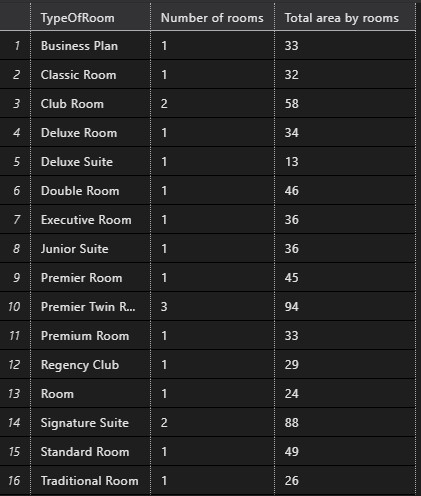 TypeOfRoom Number of rooms Total area by rooms
1 Business Plan 1 33
2 Classic Room 1 32
3 Club Room 2 58
4 Deluxe Room 1 34
5 Deluxe Suite 1 13
6 Double Room 1 46
7 Executive Room 1 36
8 Junior Suite 1 36
9 Premier Room 1 45
10 Premier Twin R... 3 94
11 Premium Room 1 33
12 Regency Club 1 29
13 Room 1 24
14 Signature Suite 2 88
15 Standard Room 1 49
16 Traditional Room 1 26